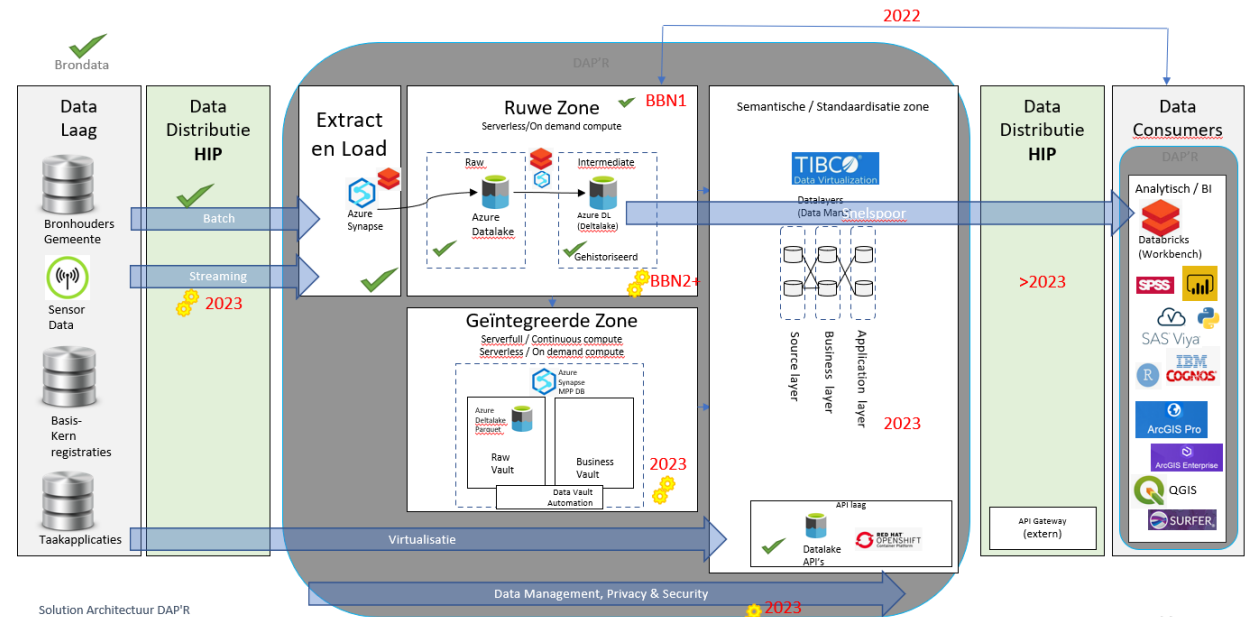 2022
Brondata
DAP'R
Data
Laag
Bronhouders
Gemeente
Sensor
Data
Basis-
Kern
registraties
Taakapplicaties
Data
Distributie
HIP
Batch
Streaming
2023
Extract
en Load
Azure
Synapse
Ruwe Zone
BBN1
Serverless/On demand compute
Raw
Azure
Datalake
Intermediate
Azure DL
(Deltalake)
Gehistoriseerd
BBN2+
Geïntegreerde Zone
Serverfull / Continuous compute
Serverless / On demand compute
Azure
Synapse
MPP DB
Azure
Deltalake
Parquet
Raw
Vault
Business
Vault
Data Vault
Automation
2023
Semantische / Standaardisatie zone
TIBCO
Data Virtualization
Datalayers
(Data Mart
Snelspoor
Source layer
Business layer
Application layer
2023
API laag
Datalake
API's
RED HAT
OPENSHIFT
Container Platform
Virtualisatie
Data Management, Privacy & Security
2023
Data
Distributie
HIP
>2023
API Gateway
(extern)
Data
Consumers
DAP'R
Analytisch / BI
Databricks
(Workbench)
SPSS
SAS Viya
R
IBM
COGNOS
ArcGIS Pro
ArcGIS Enterprise
QGIS
SURFER
Solution Architectuur DAP'R